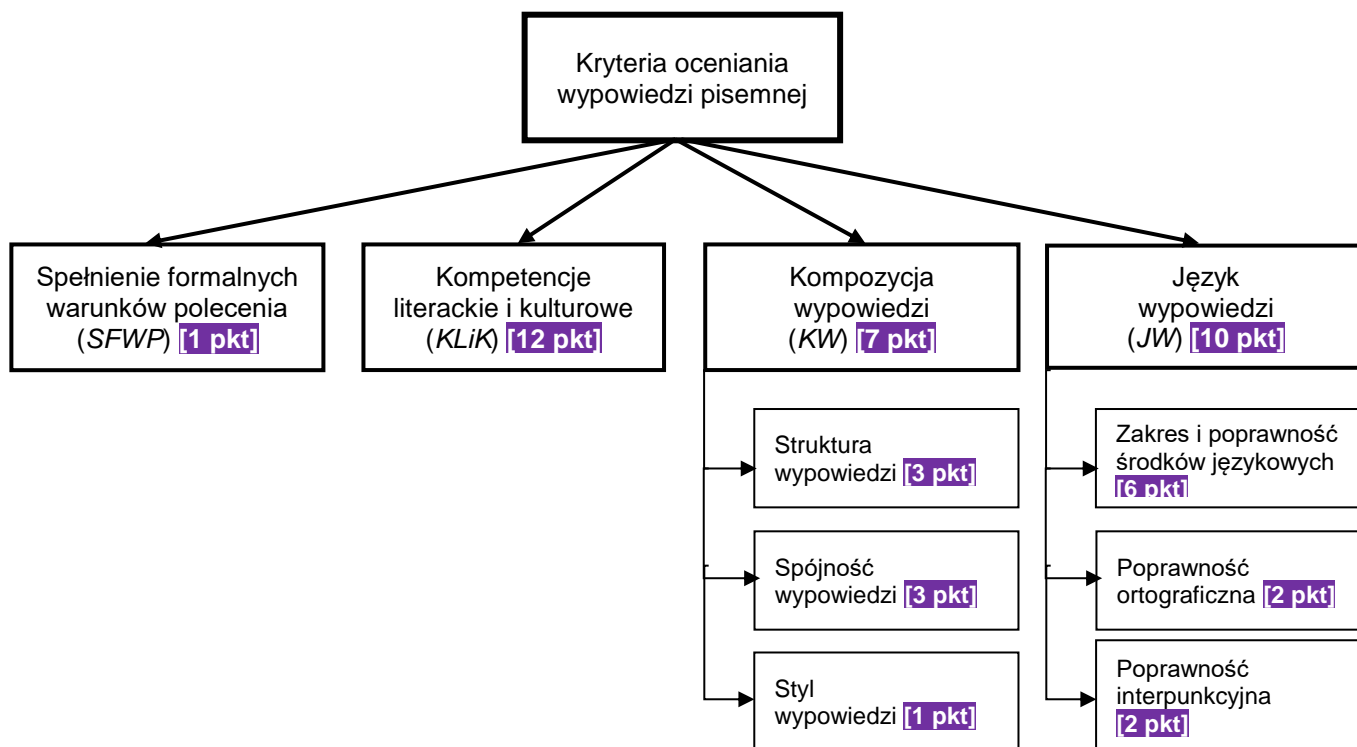 Kryteria oceniania
wypowiedzi pisemnej
Spełnienie formalnych
warunków polecenia
(SFWP) [1 pkt]
Kompetencje
literackie i kulturowe
(KLiK) [12 pkt]
Kompozycja
wypowiedzi
(KW) [7 pkt]
Język
wypowiedzi
(JW) [10 pkt]
Struktura
wypowiedzi [3 pkt]
Spójność
wypowiedzi [3 pkt]
Styl
wypowiedzi [1 pkt]
Zakres i poprawność
środków językowych
[6 pkt]
Poprawność
ortograficzna [2 pkt]
Poprawność
interpunkcyjna
[2 pkt]